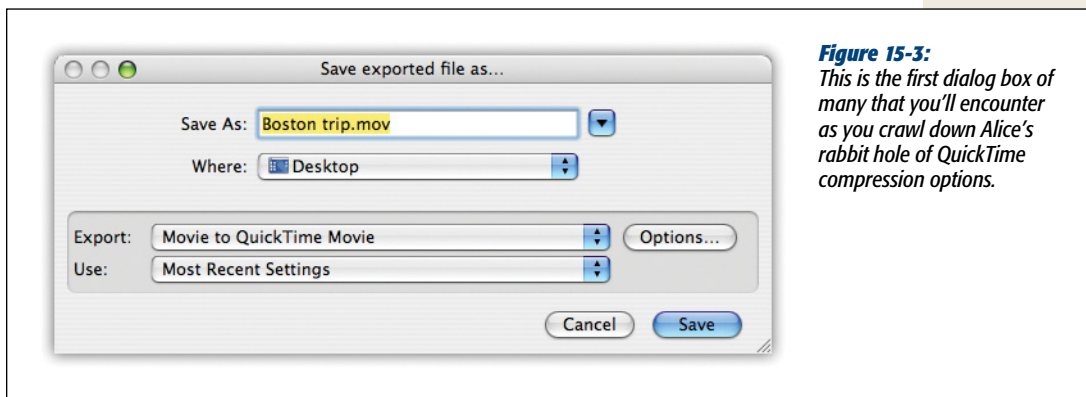 Save exported file as...
Save As: Boston trip.mov
Where: Desktop
Export: Movie to QuickTime Movie Options...
Use: Most Recent Settings
Cancel Save
Figure 15-3:
This is the first dialog box of
many that you'll encounter
as you crawl down Alice's
rabbit hole of QuickTime
compression options.